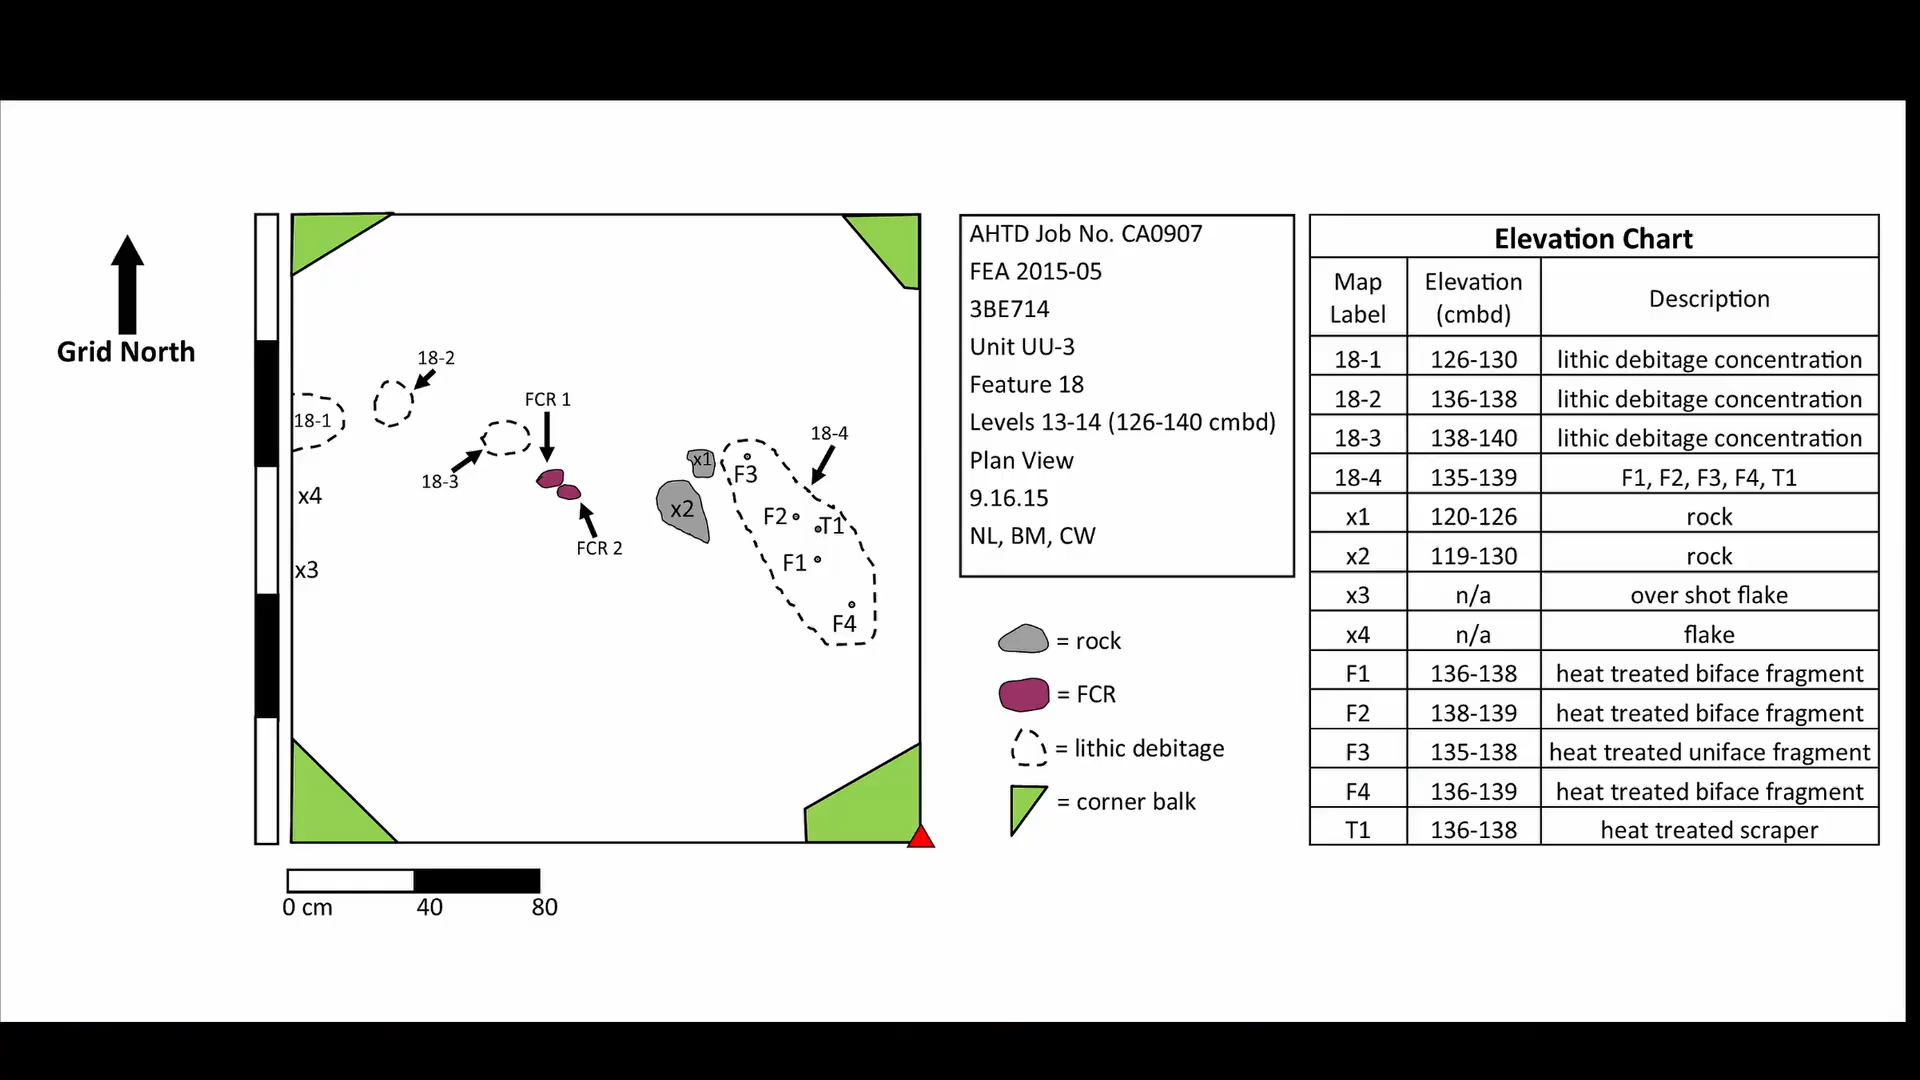 Grid North
18-2
18-1
FCR 1
18-3
x4
FCR 2
x3
x1
x2
18-4
F3
F2
T1
F1
F4
0 cm 40 80
AHTD Job No. CA0907
FEA 2015-05
3BE714
Unit UU-3
Feature 18
Levels 13-14 (126-140 cmbd)
Plan View
9.16.15
NL, BM, CW
= rock
= FCR
= lithic debitage
= corner balk
Elevation Chart
Map Label Elevation (cmbd) Description
18-1 126-130 lithic debitage concentration
18-2 136-138 lithic debitage concentration
18-3 138-140 lithic debitage concentration
18-4 135-139 F1, F2, F3, F4, T1
x1 120-126 rock
x2 119-130 rock
x3 n/a over shot flake
x4 n/a flake
F1 136-138 heat treated biface fragment
F2 138-139 heat treated biface fragment
F3 135-138 heat treated uniface fragment
F4 136-139 heat treated biface fragment
T1 136-138 heat treated scraper